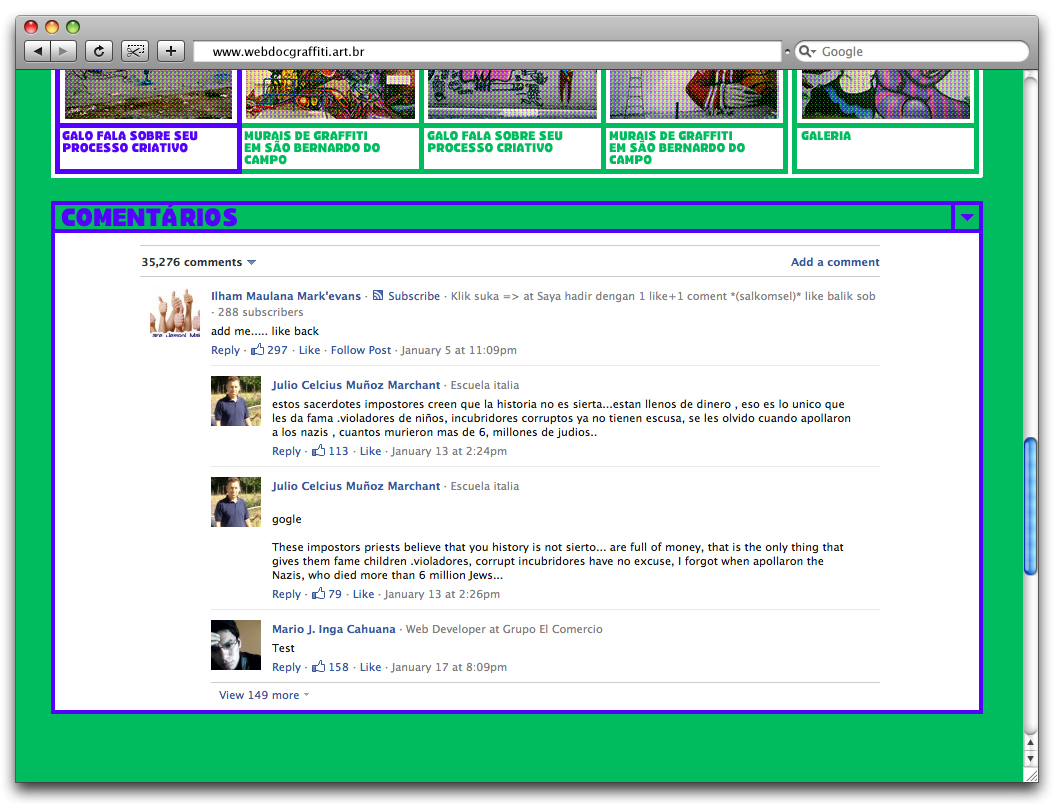 www.webdocgraffiti.art.br
Google
GALO FALA SOBRE SEU
PROCESSO CRIATIVO
MURAIS DE GRAFFITI
EM SÃO BERNARDO DO
CAMPO
GALO FALA SOBRE SEU
PROCESSO CRIATIVO
MURAIS DE GRAFFITI
EM SÃO BERNARDO DO
CAMPO
GALERIA
COMENTÁRIOS
35,276 comments
Add a comment
Ilham Maulana Mark'evans · Subscribe · Klik suka => at Saya hadir dengan 1 like+1 coment *(salkomsel)* like balik sob
· 288 subscribers
add me..... like back
Reply · 297 · Like · Follow Post · January 5 at 11:09pm
Julio Celcius Muñoz Marchant · Escuela italia
estos sacerdotes impostores creen que la historia no es sierta...estan llenos de dinero , eso es lo unico que
les da fama .violadores de niños, incubridores corruptos ya no tienen escusa, se les olvido cuando apollaron
a los nazis , cuantos murieron mas de 6, millones de judios..
Reply · 113 · Like · January 13 at 2:24pm
Julio Celcius Muñoz Marchant · Escuela italia
gogle
These impostors priests believe that you history is not sierto... are full of money, that is the only thing that
gives them fame children .violadores, corrupt incubridores have no excuse, I forgot when apollaron the
Nazis, who died more than 6 million Jews...
Reply · 79 · Like · January 13 at 2:26pm
Mario J. Inga Cahuana · Web Developer at Grupo El Comercio
Test
Reply · 158 · Like · January 17 at 8:09pm
View 149 more